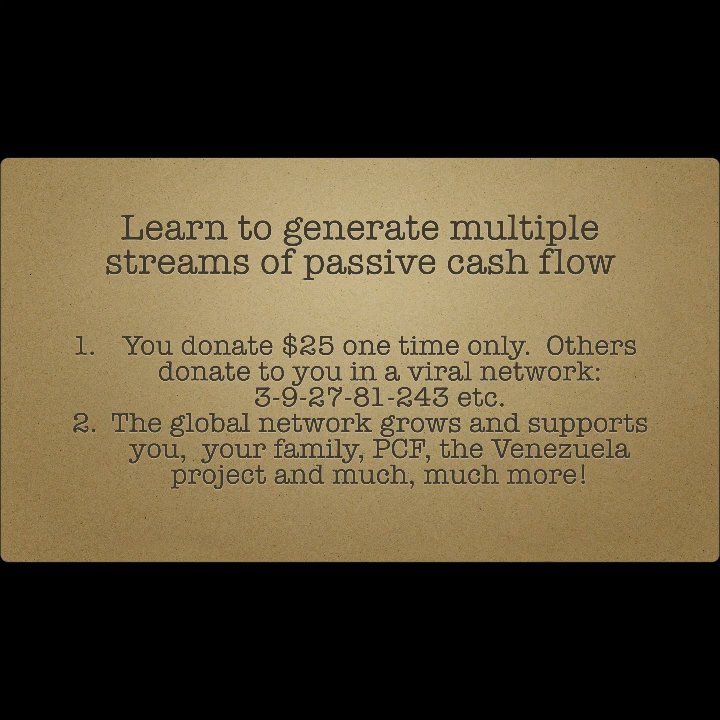 Learn to generate multiple
streams of passive cash flow
1. You donate $25 one time only. Others
donate to you in a viral network:
3-9-27-81-243 etc.
2. The global network grows and supports
you, your family, PCF, the Venezuela
project and much, much more!